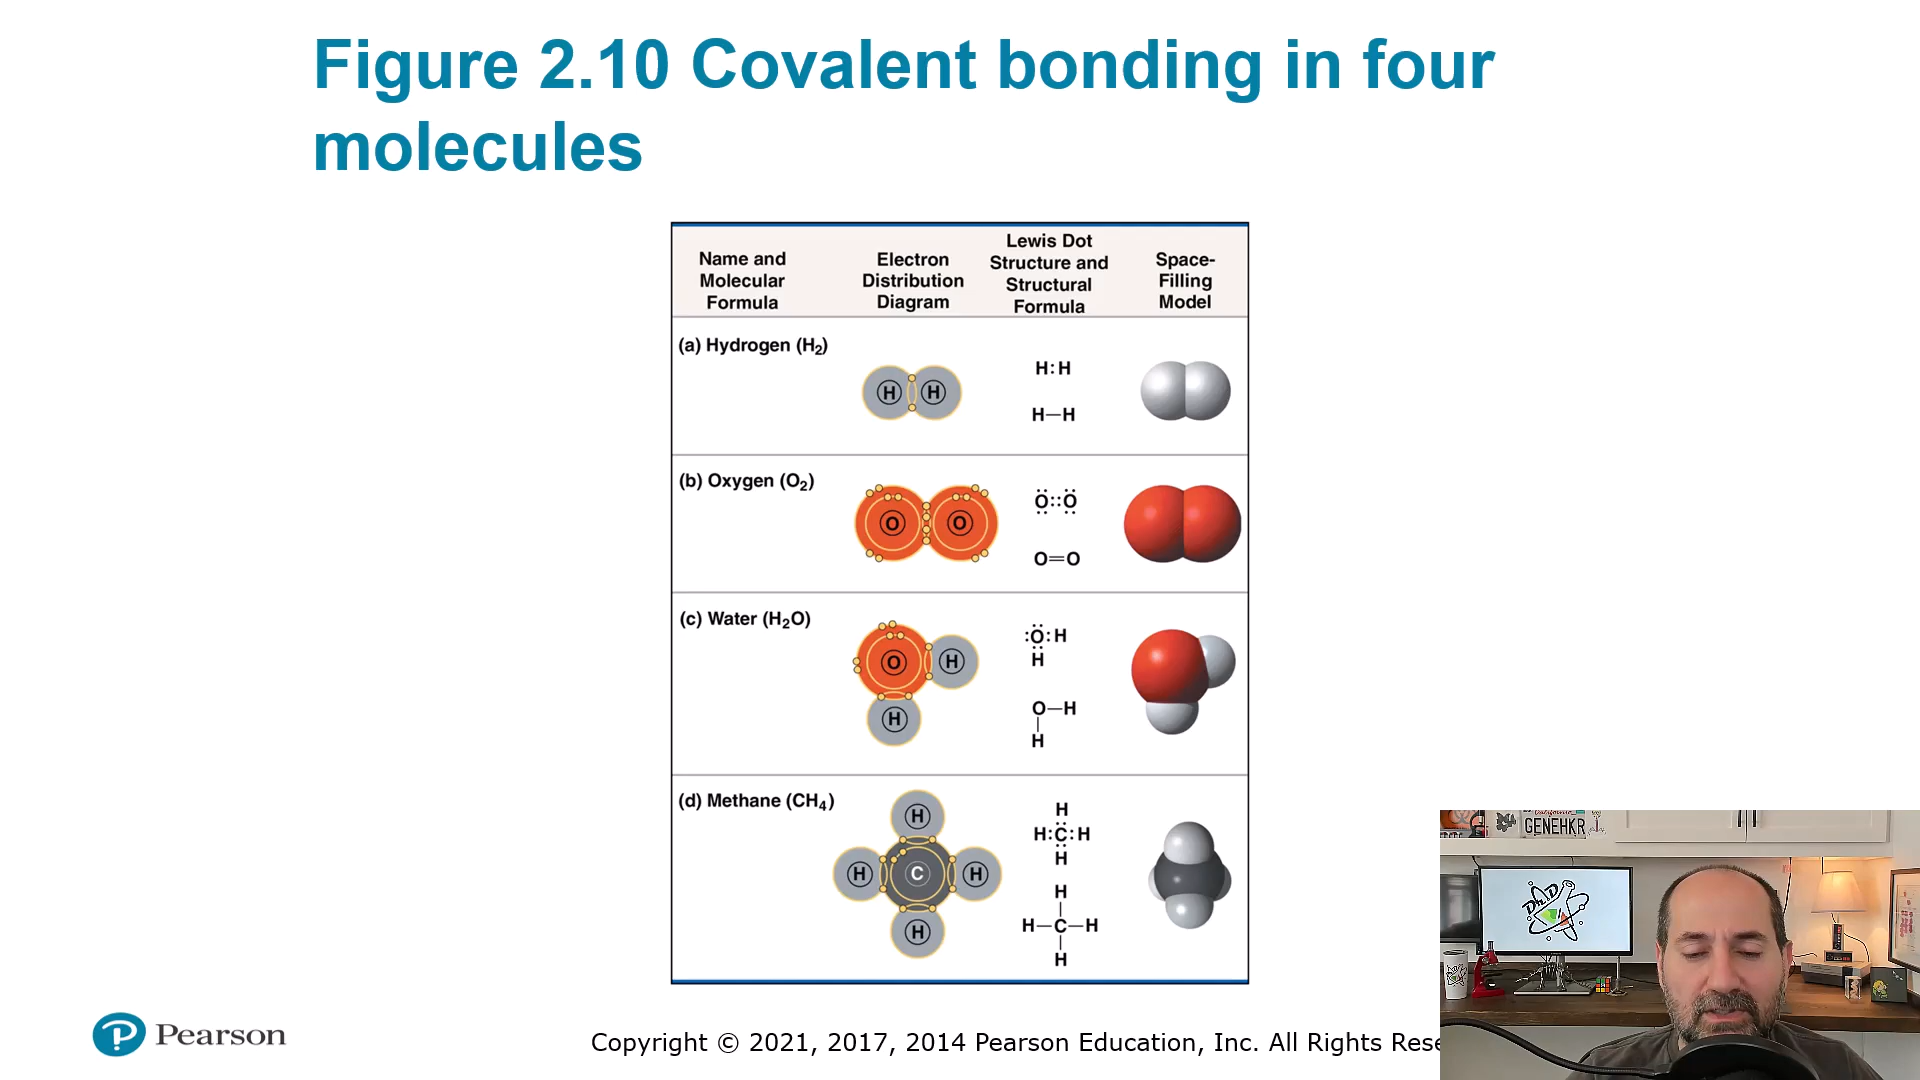 Figure 2.10 Covalent bonding in four
molecules
Name and
Molecular
Formula
Electron
Distribution
Diagram
Lewis Dot
Structure and
Structural
Formula
Space-
Filling
Model
(a) Hydrogen (H₂)
H H
H:H
H—H
(b) Oxygen (O₂)
O O
O::O
O=O
(c) Water (H₂O)
O H
H
:O:H
H
O—H
H
(d) Methane (CH₄)
H
H C H
H
H
H:C:H
H
H
H—C—H
H
Pearson
Copyright © 2021, 2017, 2014 Pearson Education, Inc. All Rights Rese
California
GENEHKR
PhD